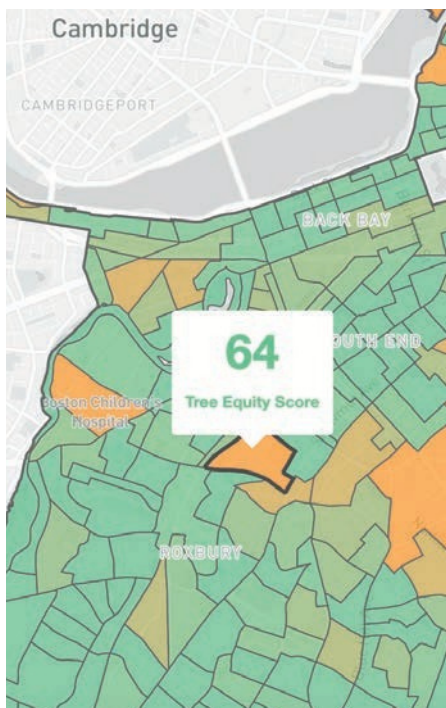 Cambridge
CAMBRIDGEPORT
BACK BAY
64
OUTH END
Tree Equity Score
Boston Children's
Hospital
ROXBURY